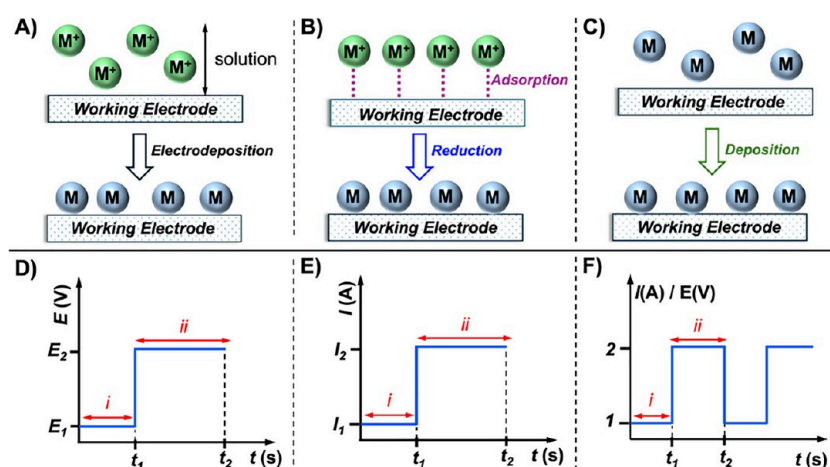 A)
M⁺ M⁺ M⁺ M⁺
solution
Working Electrode
Electrodeposition
M M M M
Working Electrode
B)
M⁺ M⁺ M⁺ M⁺
Adsorption
Working Electrode
Reduction
M M M M
Working Electrode
C)
M M M M
Working Electrode
Deposition
M M M M
Working Electrode
D)
E (V)
ii
E₂
i
E₁
t₁ t₂ t (s)
E)
I (A)
ii
I₂
i
I₁
t₁ t₂ t (s)
F)
I(A) / E(V)
ii
2
i
1
t₁ t₂ t (s)